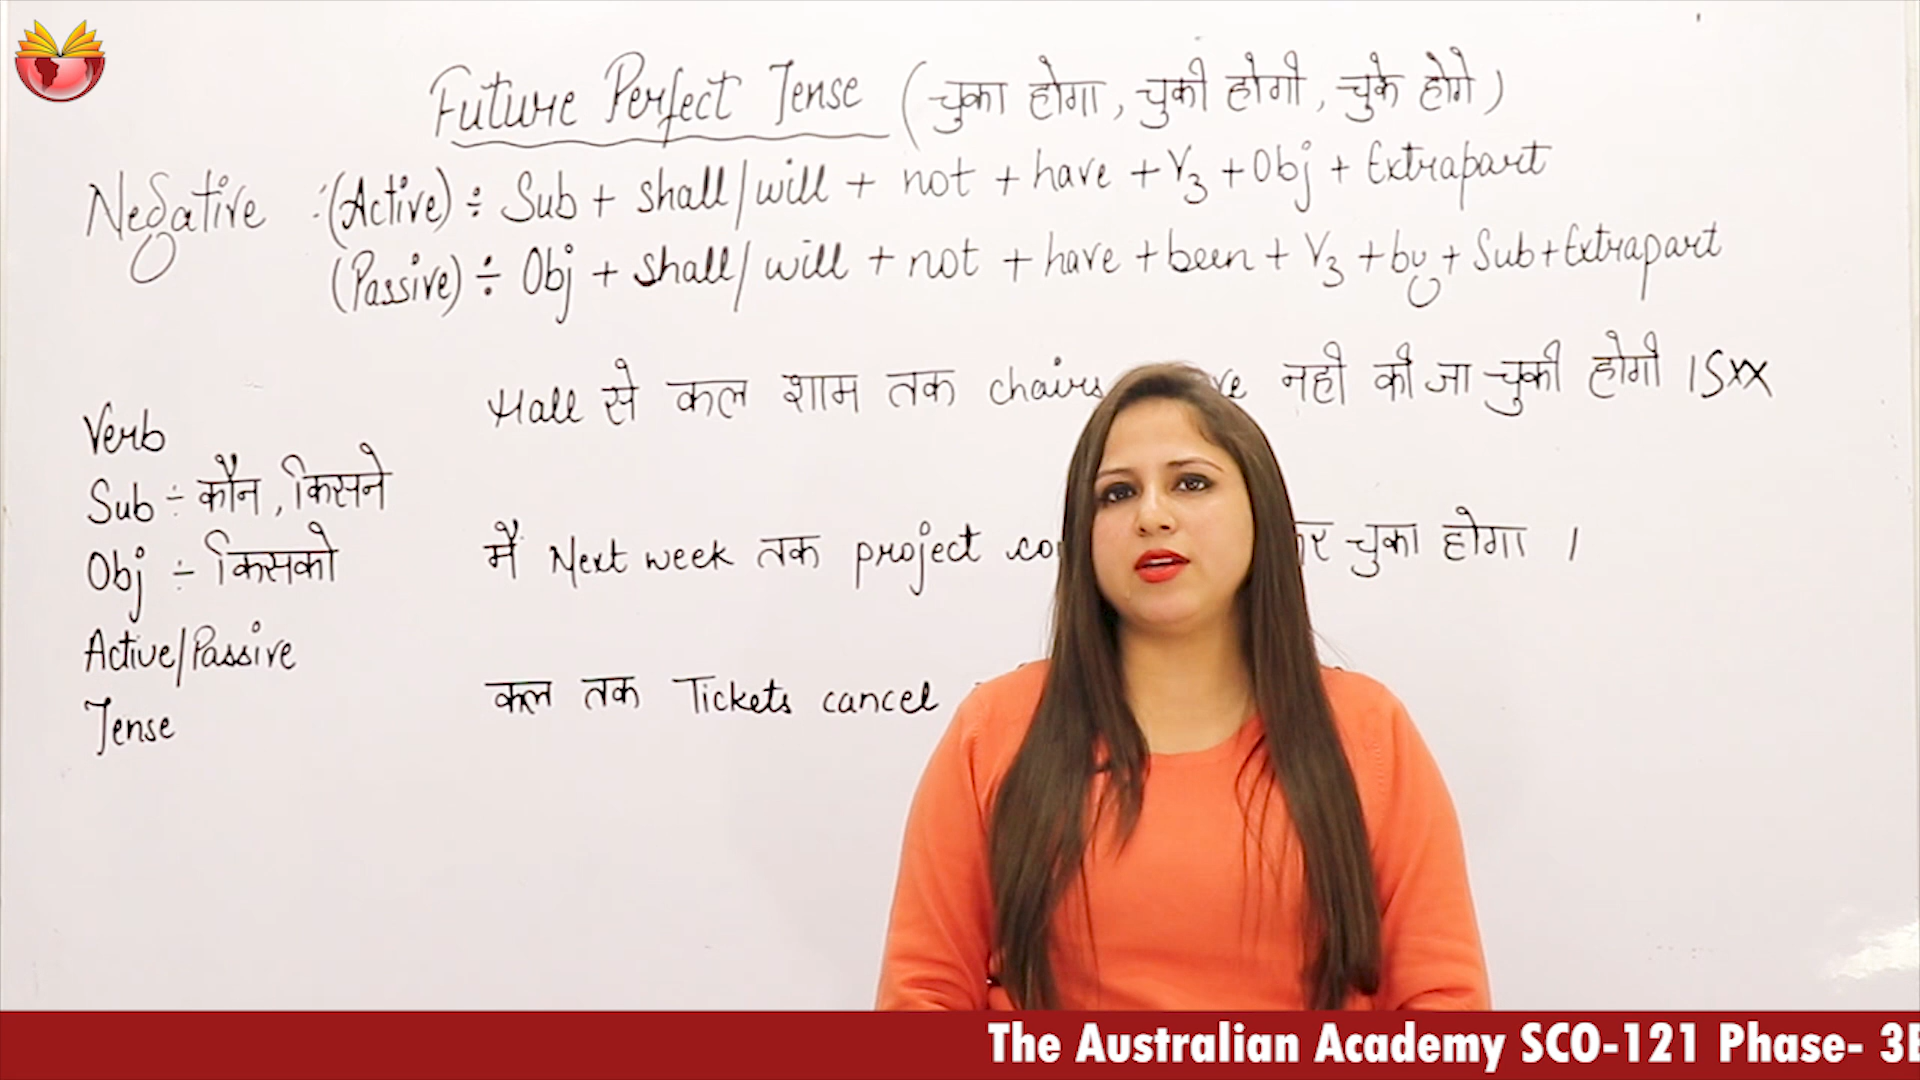 Future Perfect Tense (चुका होगा, चुकी होगी, चुके होगे)
Negative :(Active) ÷ Sub + shall/will + not + have + V3 + Obj + Extrapart
(Passive) ÷ Obj + shall/will + not + have + been + V3 + by + Sub + Extrapart
Hall से कल शाम तक chairs नही की जा चुकी होगी । SXX
Verb
Sub ÷ कौन, किसने
Obj ÷ किसको
Active/Passive
Tense
मैं Next week तक project चुका होगा ।
कल तक Tickets cancel
The Australian Academy SCO-121 Phase- 3